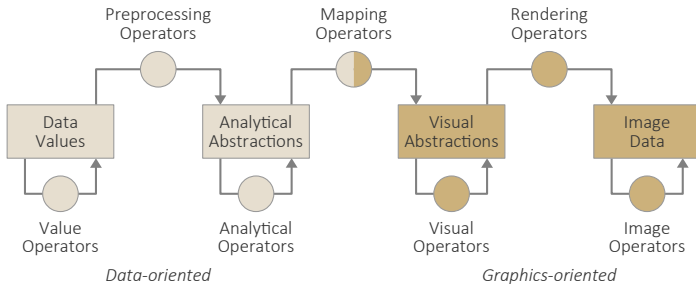 Preprocessing
Operators
Mapping
Operators
Rendering
Operators
Data
Values
Analytical
Abstractions
Visual
Abstractions
Image
Data
Value
Operators
Analytical
Operators
Visual
Operators
Image
Operators
Data-oriented
Graphics-oriented